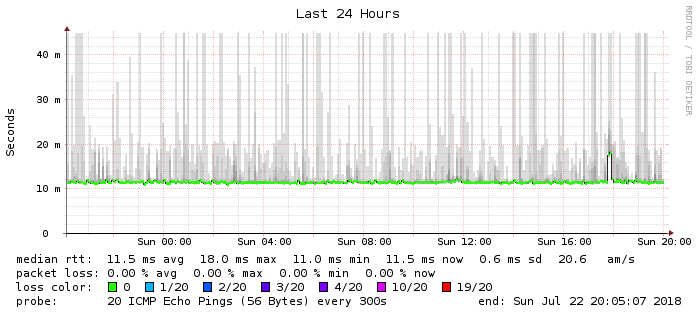 Last 24 Hours
RRDTOOL / TOBI OETIKER
Seconds
40 m
30 m
20 m
10 m
0
Sun 00:00 Sun 04:00 Sun 08:00 Sun 12:00 Sun 16:00 Sun 20:00
median rtt: 11.5 ms avg 18.0 ms max 11.0 ms min 11.5 ms now 0.6 ms sd 20.6 am/s
packet loss: 0.00 % avg 0.00 % max 0.00 % min 0.00 % now
loss color: 0 1/20 2/20 3/20 4/20 10/20 19/20
probe: 20 ICMP Echo Pings (56 Bytes) every 300s end: Sun Jul 22 20:05:07 2018